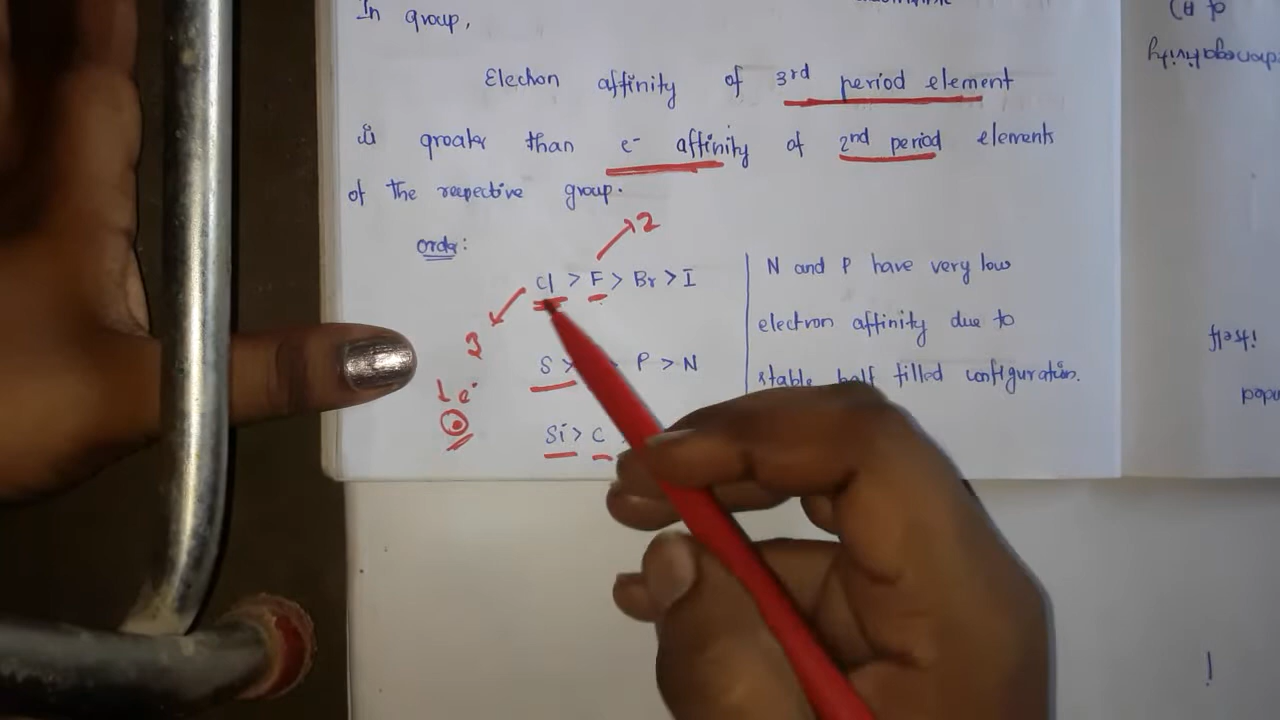 In group,
Electron affinity of 3rd period element
is greater than e⁻ affinity of 2nd period elements
of the respective group.
Order:
2
Cl > F > Br > I
3
S > P > N
e⁻
Si > C
N and P have very low
electron affinity due to
stable half filled configuration.
of A)
itself